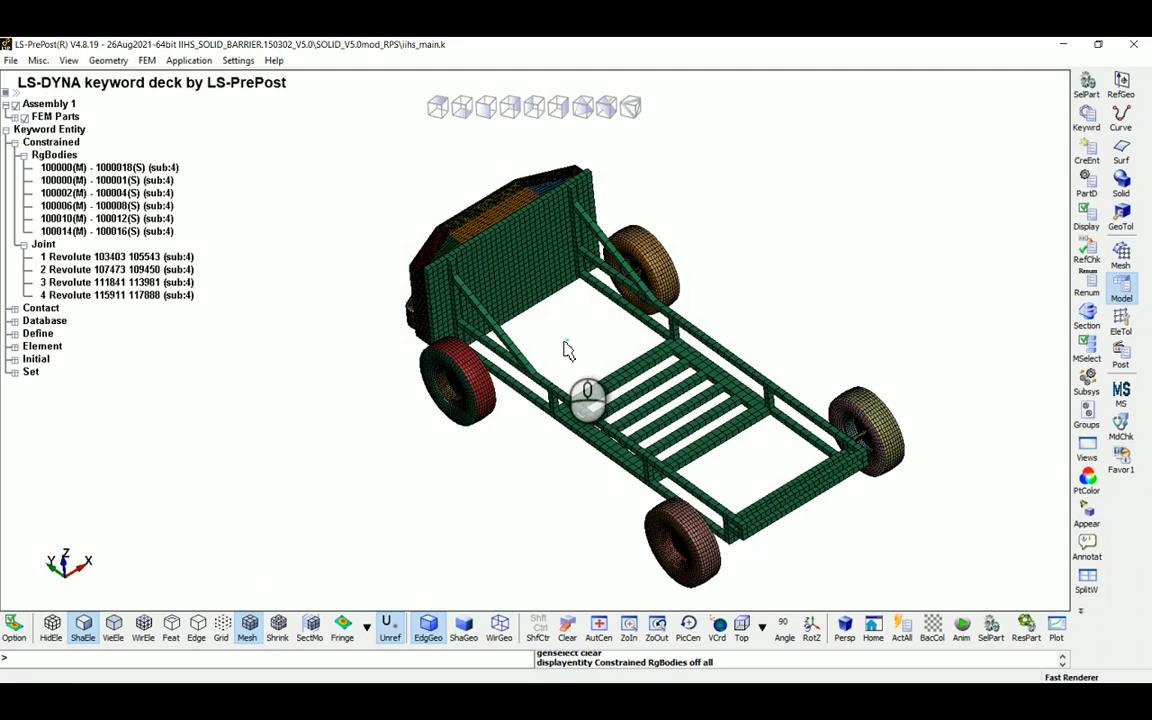 LS-PrePost(R) V4.8.19 - 26Aug2021-64bit IIHS_SOLID_BARRIER.150302_V5.0\SOLID_V5.0mod_RPS\iihs_main.k
File Misc. View Geometry FEM Application Settings Help
LS-DYNA keyword deck by LS-PrePost
Assembly 1
FEM Parts
Keyword Entity
Constrained
RgBodies
100000(M) - 1000018(S) (sub:4)
100000(M) - 100001(S) (sub:4)
100002(M) - 100004(S) (sub:4)
100006(M) - 100008(S) (sub:4)
100010(M) - 100012(S) (sub:4)
100014(M) - 100016(S) (sub:4)
Joint
1 Revolute 103403 105543 (sub:4)
2 Revolute 107473 109450 (sub:4)
3 Revolute 111841 113981 (sub:4)
4 Revolute 115911 117888 (sub:4)
Contact
Database
Define
Element
Initial
Set
SelPart RefGeo
Keywrd Curve
CreEnt Surf
PartD Solid
Display GeoTol
RefChk Mesh
Renum
Renum Model
Section EleTol
MSelect Post
Subsys MS
MS
Groups MdChk
Views Favor1
PtColor
Appear
Annotat
SplitW
Z
Y X
0
Option HidEle ShaEle VieEle WirEle Feat Edge Grid Mesh Shrink SectMo Fringe U Unref EdgGeo ShaGeo WirGeo Shft Ctrl ShfCtr Clear AutCen ZoIn ZoOut PicCen VCrd Top 90 Angle RotZ Persp Home ActAll BacCol Anim SelPart ResPart Plot
> genselect clear
displayentity Constrained RgBodies off all
Fast Renderer